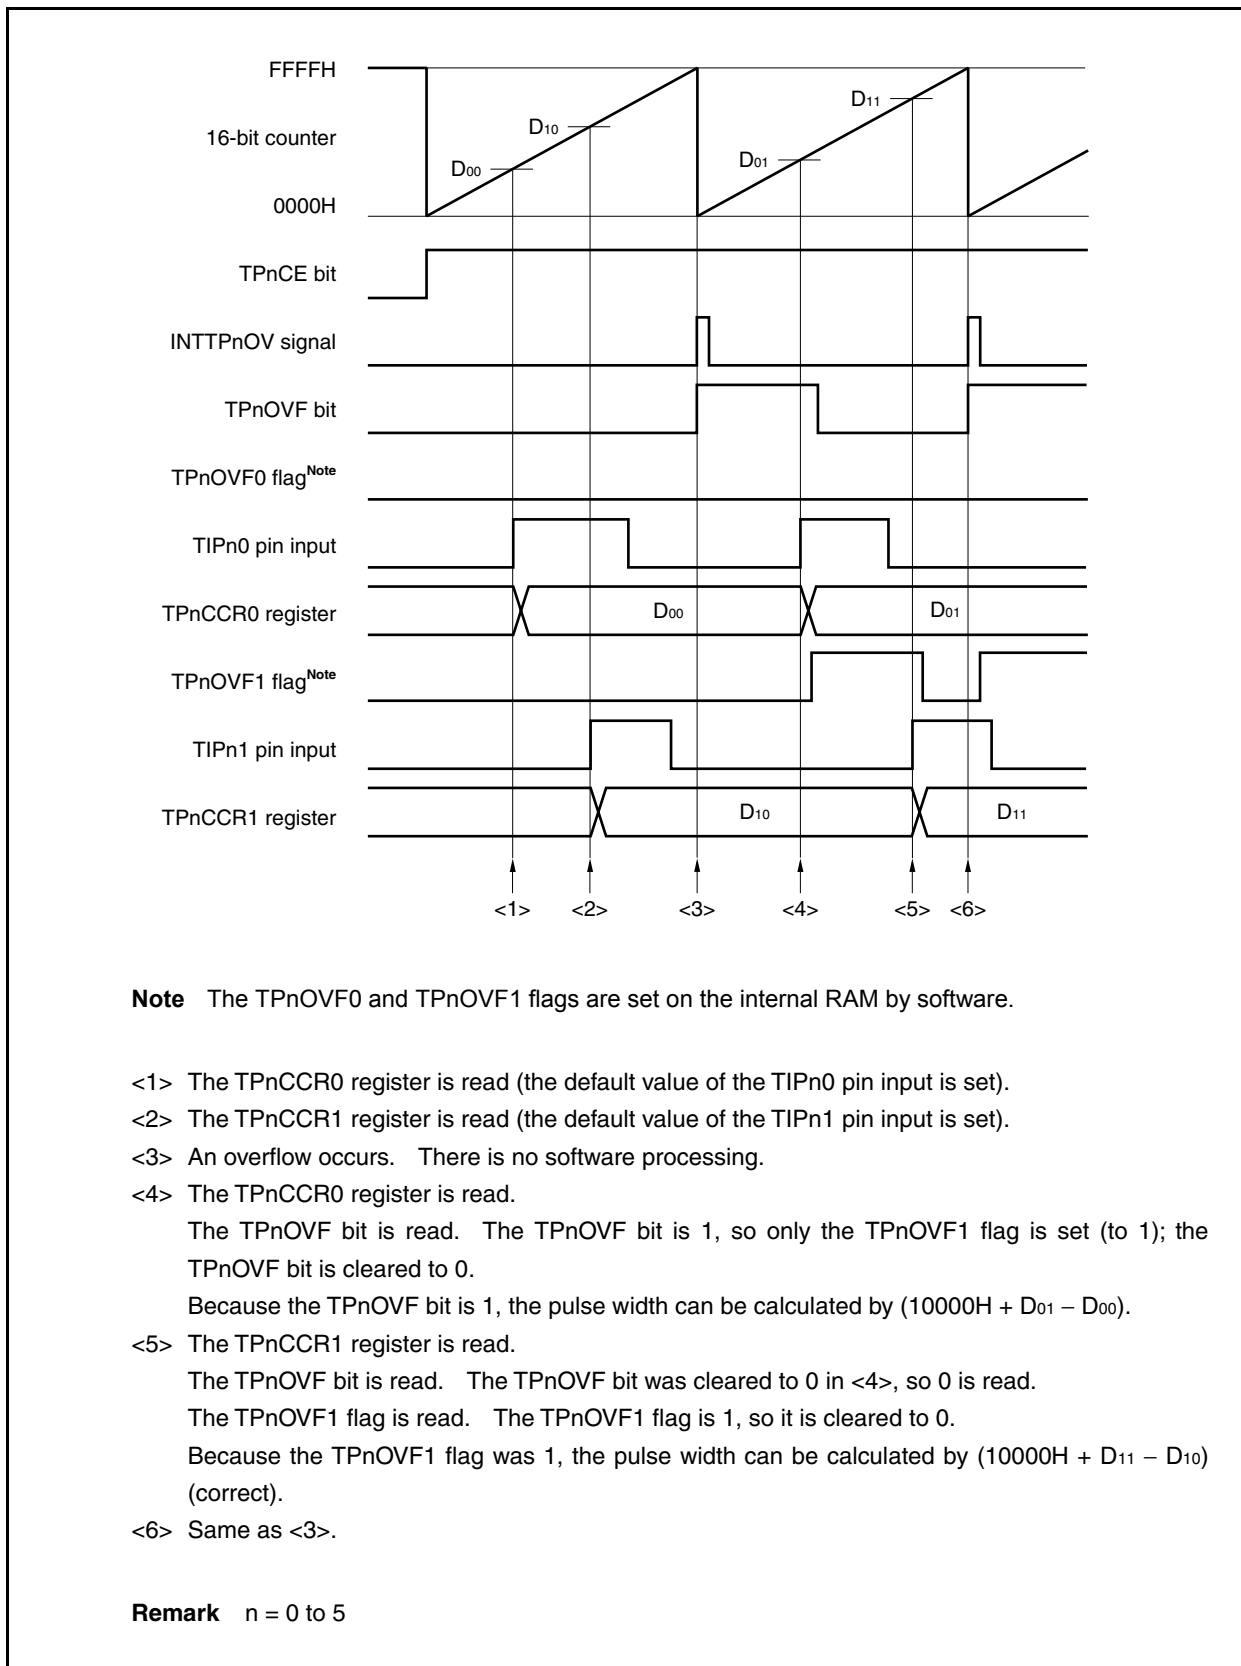 FFFFH
D11
D10
16-bit counter
D01
D00
0000H
TPnCE bit
INTTPnOV signal
TPnOVF bit
TPnOVF0 flagNote
TIPn0 pin input
TPnCCR0 register
D00
D01
TPnOVF1 flagNote
TIPn1 pin input
TPnCCR1 register
D10
D11
<1> <2> <3> <4> <5> <6>
Note The TPnOVF0 and TPnOVF1 flags are set on the internal RAM by software.
<1> The TPnCCR0 register is read (the default value of the TIPn0 pin input is set).
<2> The TPnCCR1 register is read (the default value of the TIPn1 pin input is set).
<3> An overflow occurs. There is no software processing.
<4> The TPnCCR0 register is read.
The TPnOVF bit is read. The TPnOVF bit is 1, so only the TPnOVF1 flag is set (to 1); the
TPnOVF bit is cleared to 0.
Because the TPnOVF bit is 1, the pulse width can be calculated by (10000H + D01 − D00).
<5> The TPnCCR1 register is read.
The TPnOVF bit is read. The TPnOVF bit was cleared to 0 in <4>, so 0 is read.
The TPnOVF1 flag is read. The TPnOVF1 flag is 1, so it is cleared to 0.
Because the TPnOVF1 flag was 1, the pulse width can be calculated by (10000H + D11 − D10)
(correct).
<6> Same as <3>.
Remark n = 0 to 5